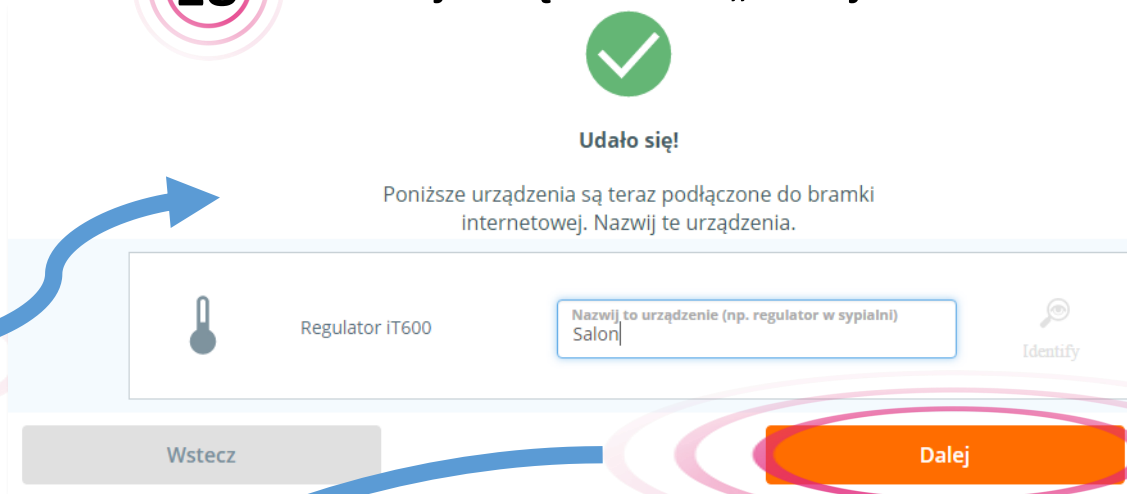 Udało się!
Poniższe urządzenia są teraz podłączone do bramki
internetowej. Nazwij te urządzenia.
Regulator iT600
Nazwij to urządzenie (np. regulator w sypialni)
Salon
Identify
Wstecz
Dalej